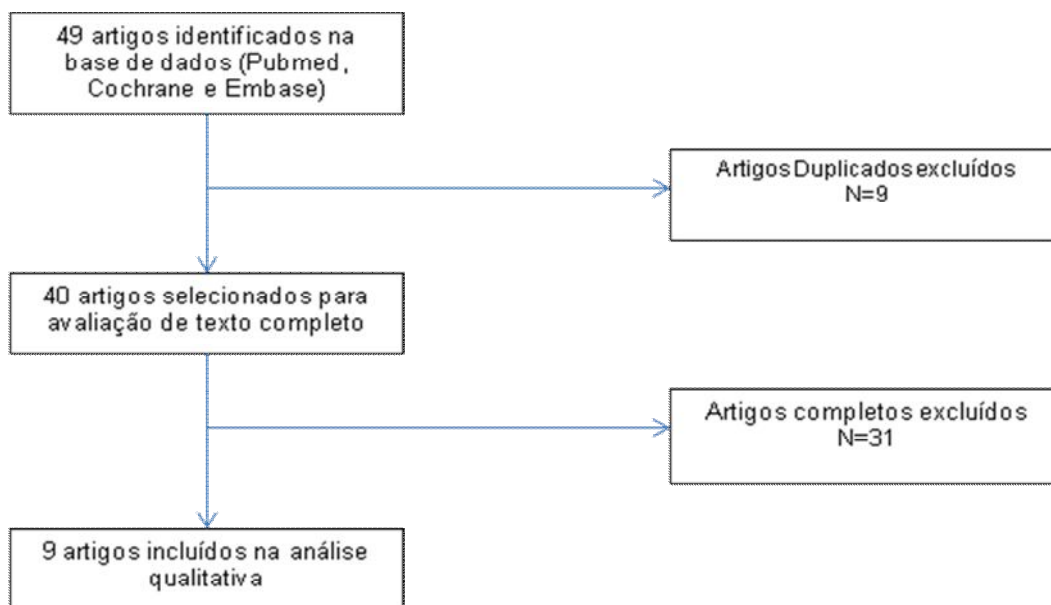 49 artigos identificados na
base de dados (Pubmed,
Cochrane e Embase)
Artigos Duplicados excluídos
N=9
40 artigos selecionados para
avaliação de texto completo
Artigos completos excluídos
N=31
9 artigos incluídos na análise
qualitativa